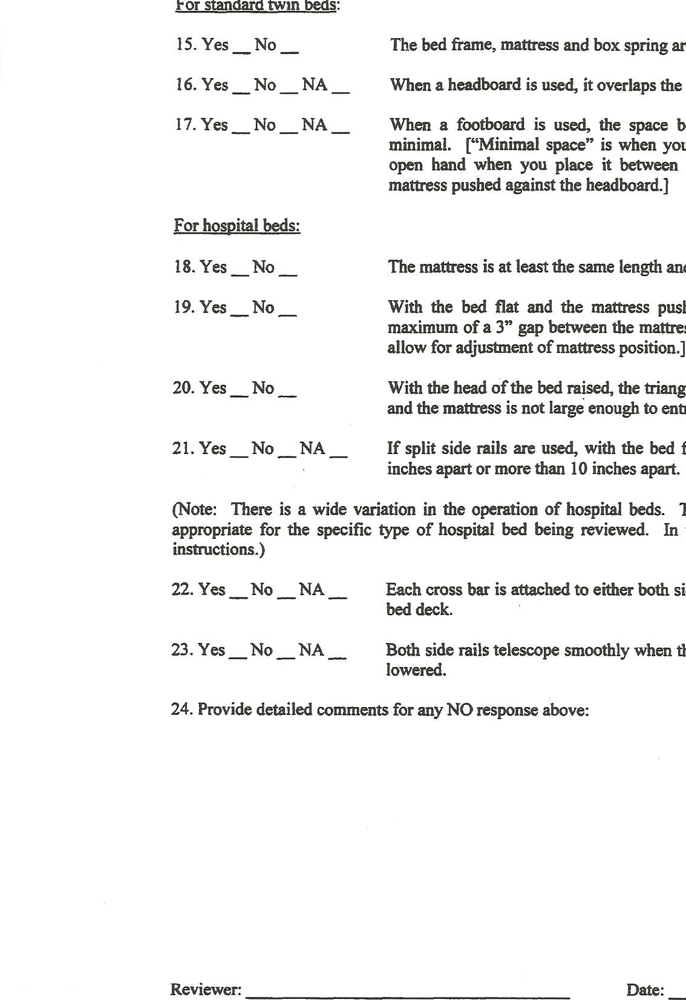 For standard twin beds:
15. Yes __ No __ The bed frame, mattress and box spring
16. Yes __ No __ NA __ When a headboard is used, it overlaps the
17. Yes __ No __ NA __ When a footboard is used, the space
minimal. [“Minimal space” is when
open hand when you place it between
mattress pushed against the headboard.]
For hospital beds:
18. Yes __ No __ The mattress is at least the same length
19. Yes __ No __ With the bed flat and the mattress
maximum of a 3” gap between the
allow for adjustment of mattress position.]
20. Yes __ No __ With the head of the bed raised, the
and the mattress is not large enough to
21. Yes __ No __ NA __ If split side rails are used, with the bed
inches apart or more than 10 inches apart.
(Note: There is a wide variation in the operation of hospital beds.
appropriate for the specific type of hospital bed being reviewed. In
instructions.)
22. Yes __ No __ NA __ Each cross bar is attached to either both
bed deck.
23. Yes __ No __ NA __ Both side rails telescope smoothly when
lowered.
24. Provide detailed comments for any NO response above:
Reviewer: ____ Date: __